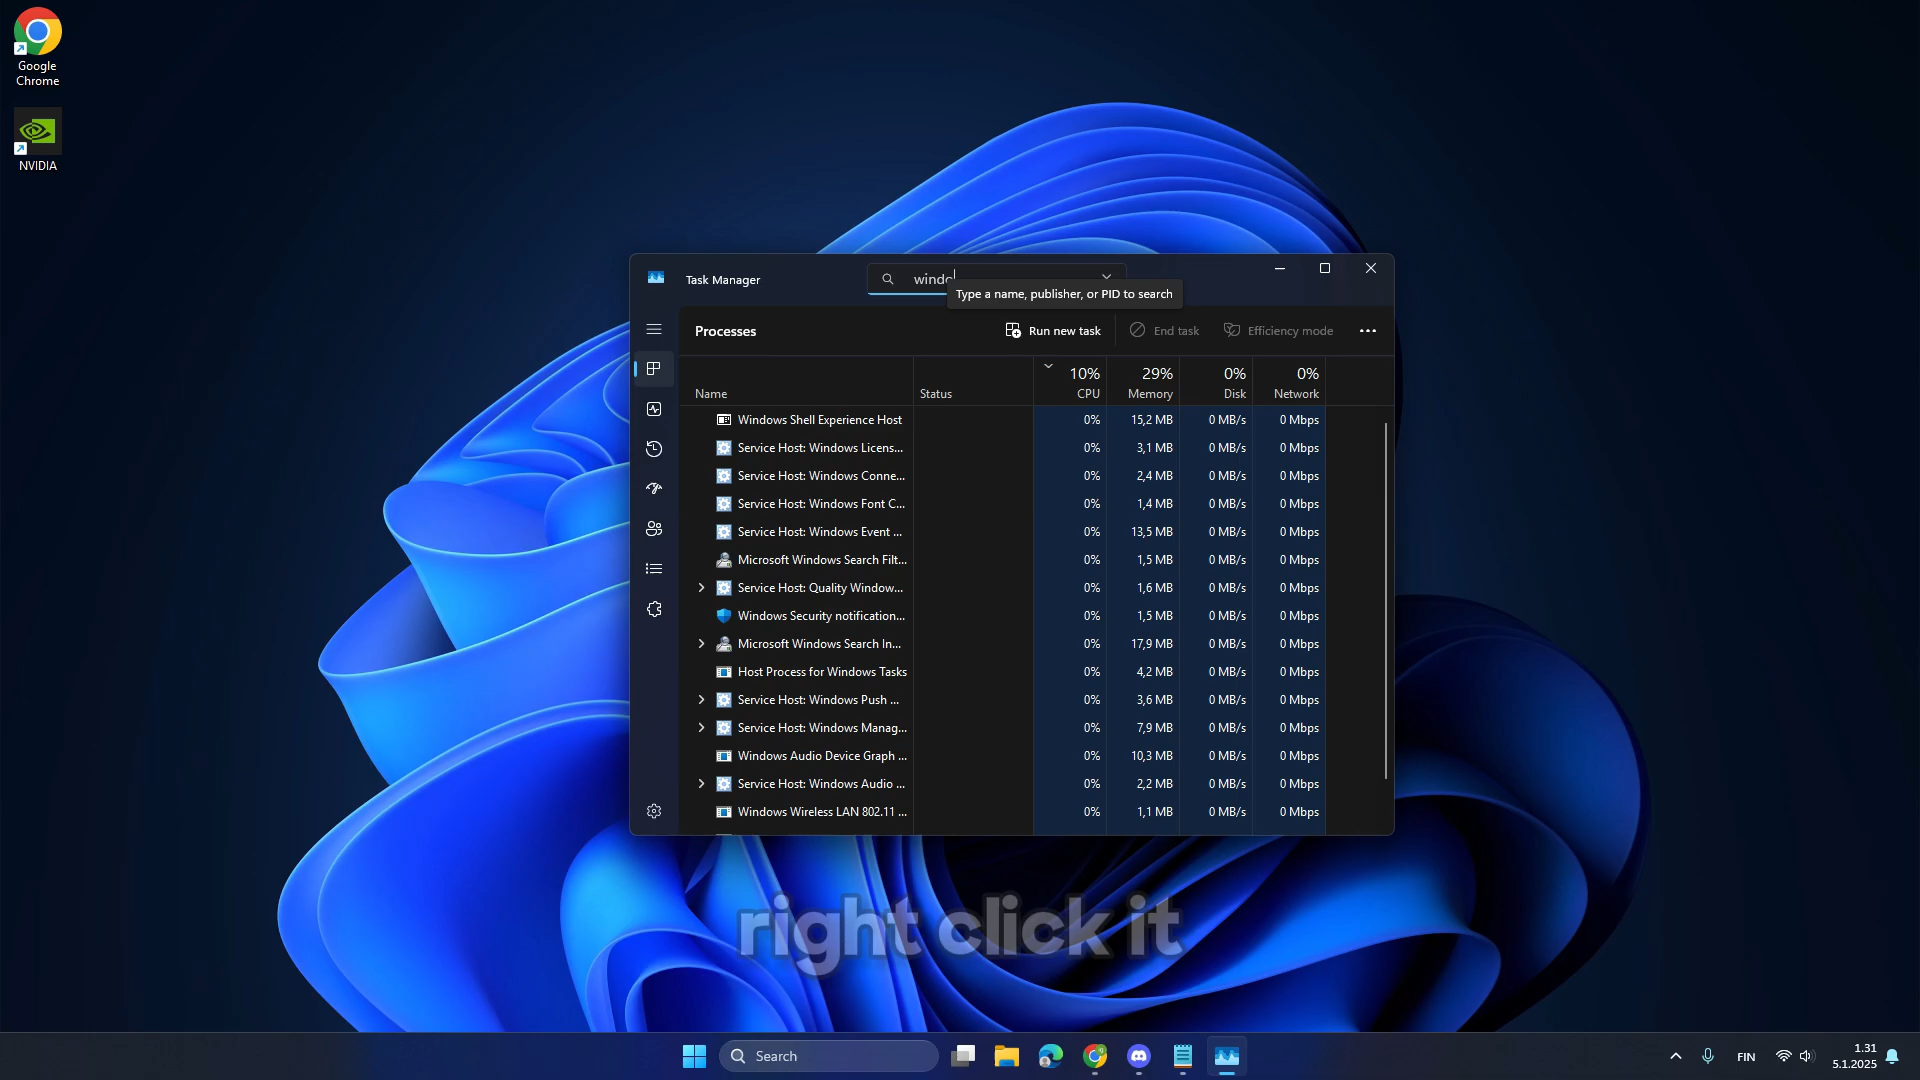 Google
Chrome
NVIDIA
Task Manager
windo
Type a name, publisher, or PID to search
Processes
Run new task
End task
Efficiency mode
10%
29%
0%
0%
Name
Status
CPU
Memory
Disk
Network
Windows Shell Experience Host 0% 15,2 MB 0 MB/s 0 Mbps
Service Host: Windows Licens... 0% 3,1 MB 0 MB/s 0 Mbps
Service Host: Windows Conne... 0% 2,4 MB 0 MB/s 0 Mbps
Service Host: Windows Font C... 0% 1,4 MB 0 MB/s 0 Mbps
Service Host: Windows Event ... 0% 13,5 MB 0 MB/s 0 Mbps
Microsoft Windows Search Filt... 0% 1,5 MB 0 MB/s 0 Mbps
Service Host: Quality Window... 0% 1,6 MB 0 MB/s 0 Mbps
Windows Security notification... 0% 1,5 MB 0 MB/s 0 Mbps
Microsoft Windows Search In... 0% 17,9 MB 0 MB/s 0 Mbps
Host Process for Windows Tasks 0% 4,2 MB 0 MB/s 0 Mbps
Service Host: Windows Push ... 0% 3,6 MB 0 MB/s 0 Mbps
Service Host: Windows Manag... 0% 7,9 MB 0 MB/s 0 Mbps
Windows Audio Device Graph ... 0% 10,3 MB 0 MB/s 0 Mbps
Service Host: Windows Audio ... 0% 2,2 MB 0 MB/s 0 Mbps
Windows Wireless LAN 802.11 ... 0% 1,1 MB 0 MB/s 0 Mbps
right click it
Search
FIN
1.31
5.1.2025